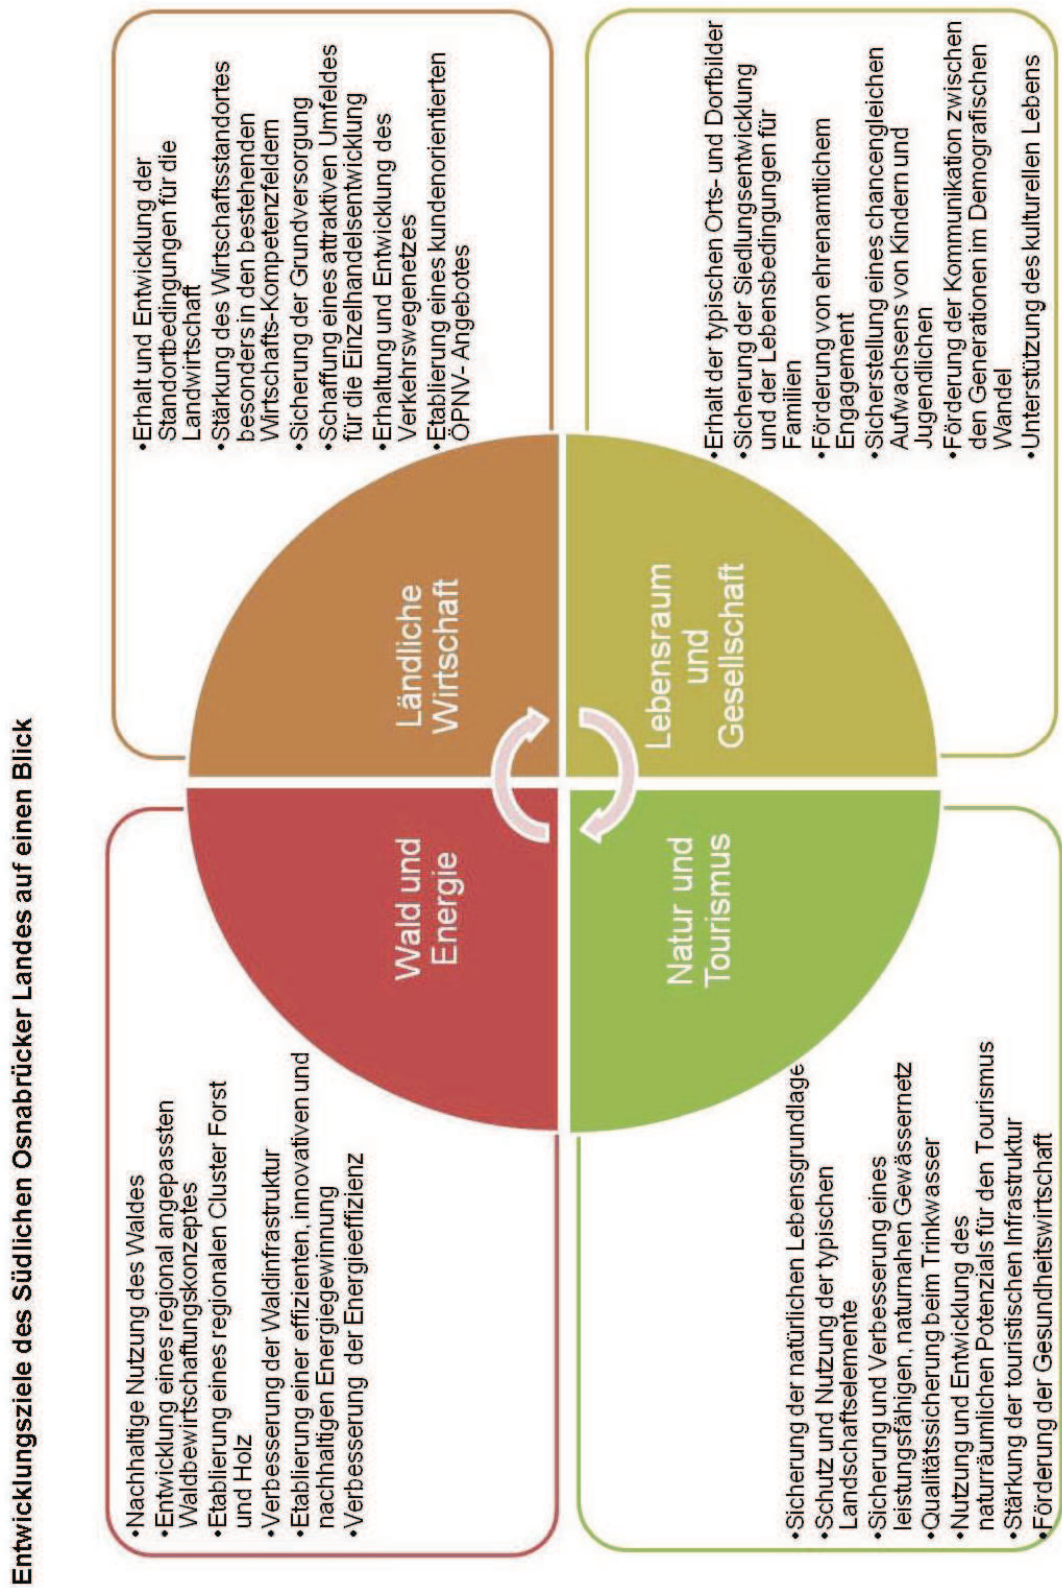 Entwicklungsziele des Südlichen Osnabrücker Landes auf einen Blick
•Nachhaltige Nutzung des Waldes
•Entwicklung eines regional angepassten
Waldbewirtschaftungskonzeptes
•Etablierung eines regionalen Cluster Forst
und Holz
•Verbesserung der Waldinfrastruktur
•Etablierung einer effizienten, innovativen und
nachhaltigen Energiegewinnung
•Verbesserung der Energieeffizienz
Wald und
Energie
Ländliche
Wirtschaft
•Erhalt und Entwicklung der
Standortbedingungen für die
Landwirtschaft
•Stärkung des Wirtschaftsstandortes
besonders in den bestehenden
Wirtschafts-Kompetenzfeldern
•Sicherung der Grundversorgung
•Schaffung eines attraktiven Umfeldes
für die Einzelhandelsentwicklung
•Erhaltung und Entwicklung des
Verkehrswegenetzes
•Etablierung eines kundenorientierten
ÖPNV- Angebotes
•Sicherung der natürlichen Lebensgrundlage
•Schutz und Nutzung der typischen
Landschaftselemente
•Sicherung und Verbesserung eines
leistungsfähigen, naturnahen Gewässernetz
•Qualitätssicherung beim Trinkwasser
•Nutzung und Entwicklung des
naturräumlichen Potenzials für den Tourismus
•Stärkung der touristischen Infrastruktur
•Förderung der Gesundheitswirtschaft
Natur und
Tourismus
Lebensraum
und
Gesellschaft
•Erhalt der typischen Orts- und Dorfbilder
•Sicherung der Siedlungsentwicklung
und der Lebensbedingungen für
Familien
•Förderung von ehrenamtlichem
Engagement
•Sicherstellung eines chancengleichen
Aufwachsens von Kindern und
Jugendlichen
•Förderung der Kommunikation zwischen
den Generationen im Demografischen
Wandel
•Unterstützung des kulturellen Lebens